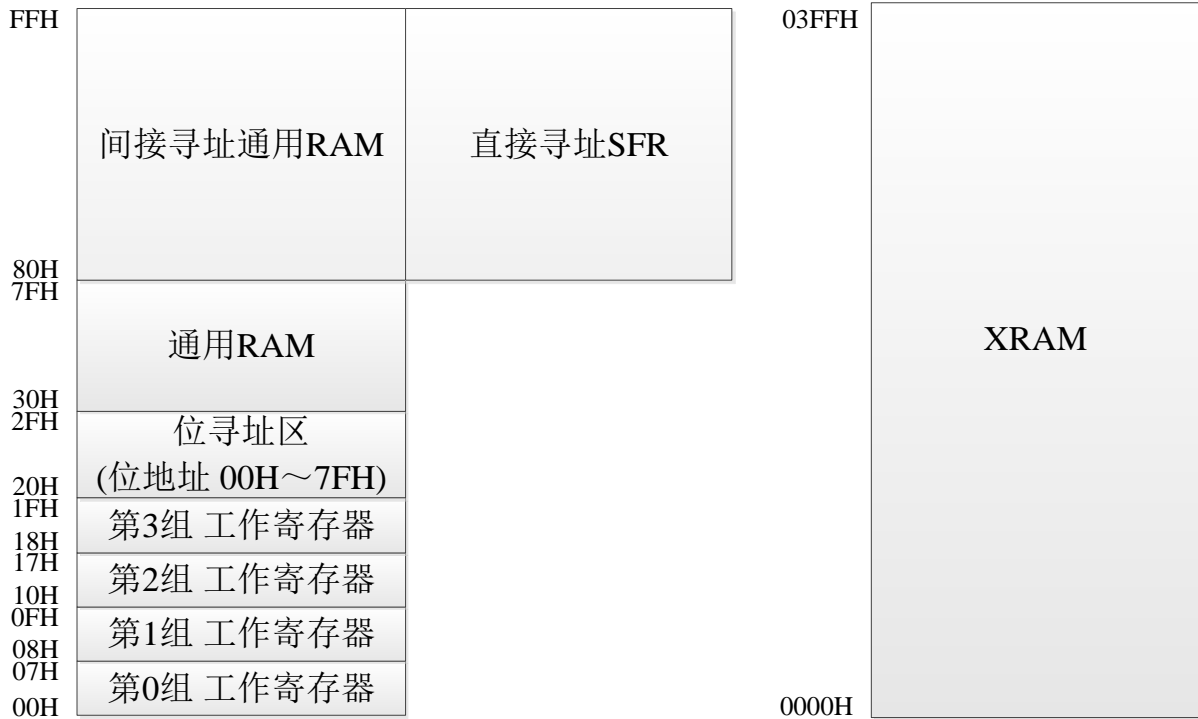 FFH
间接寻址通用RAM
直接寻址SFR
80H
7FH
通用RAM
30H
2FH
位寻址区
(位地址 00H～7FH)
20H
1FH
第3组 工作寄存器
18H
17H
第2组 工作寄存器
10H
0FH
第1组 工作寄存器
08H
07H
第0组 工作寄存器
00H
03FFH
XRAM
0000H